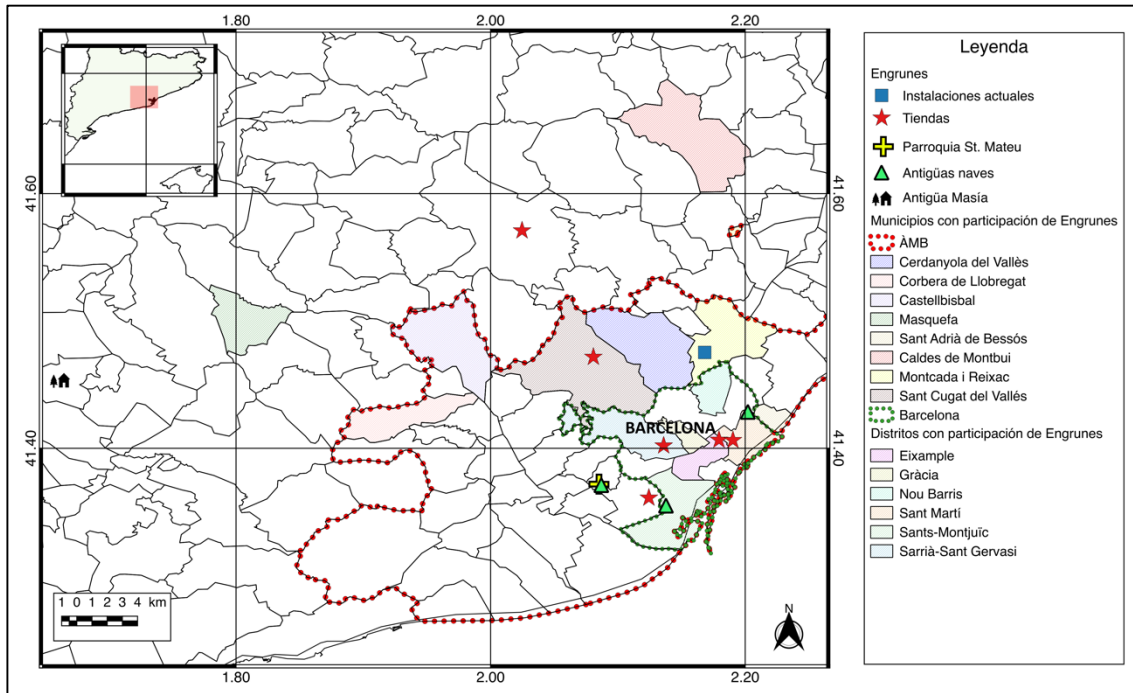 1.80 2.00 2.20
41.60 41.60
BARCELONA
41.40 41.40
1 0 1 2 3 4 km
N
1.80 2.00 2.20
Leyenda
Engrunes
Instalaciones actuales
Tiendas
Parroquia St. Mateu
Antigüas naves
Antigüa Masía
Municipios con participación de Engrunes
ÀMB
Cerdanyola del Vallès
Corbera de Llobregat
Castellbisbal
Masquefa
Sant Adrià de Bessós
Caldes de Montbui
Montcada i Reixac
Sant Cugat del Vallés
Barcelona
Distritos con participación de Engrunes
Eixample
Gràcia
Nou Barris
Sant Martí
Sants-Montjuïc
Sarrià-Sant Gervasi